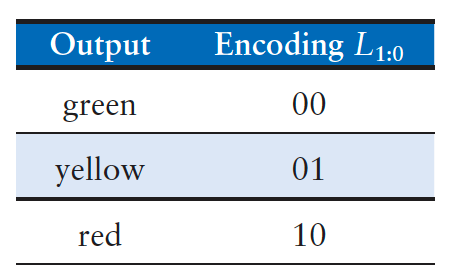 Output Encoding L1:0
green 00
yellow 01
red 10